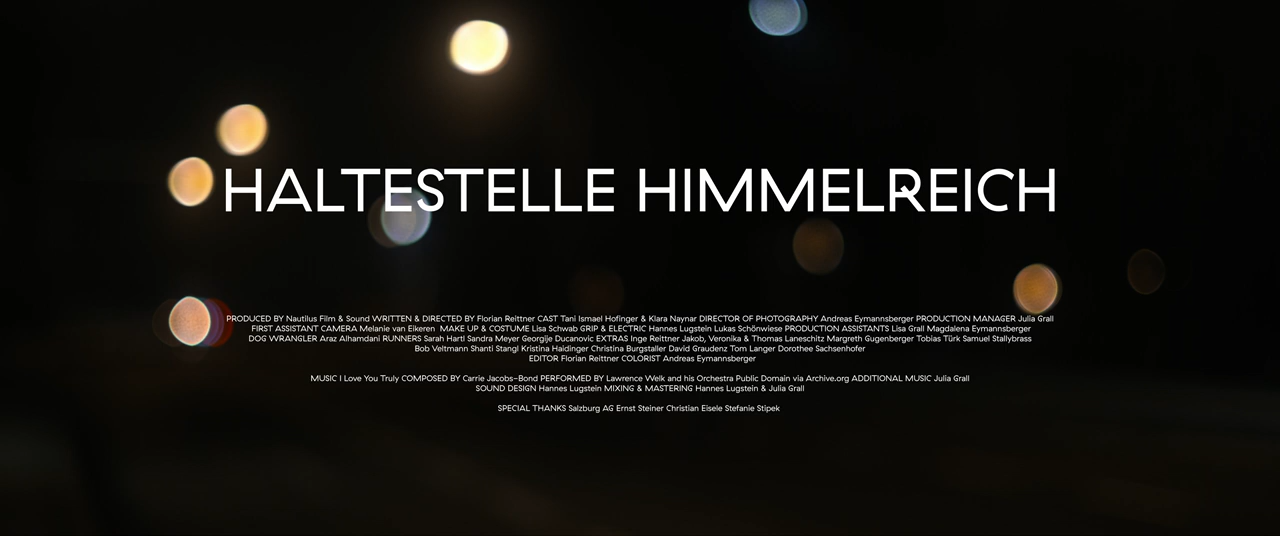 HALTESTELLE HIMMELREICH
PRODUCED BY Nautilus Film & Sound WRITTEN & DIRECTED BY Florian Reittner CAST Tani Ismael Hofinger & Klara Naynar DIRECTOR OF PHOTOGRAPHY Andreas Eymannsberger PRODUCTION MANAGER Julia Grall
FIRST ASSISTANT CAMERA Melanie van Eikeren MAKE UP & COSTUME Lisa Schwab GRIP & ELECTRIC Hannes Lugstein Lukas Schönwiese PRODUCTION ASSISTANTS Lisa Grall Magdalena Eymannsberger
DOG WRANGLER Araz Alhamdani RUNNERS Sarah Hartl Sandra Meyer Georgije Ducanovic EXTRAS Inge Reittner Jakob, Veronika & Thomas Laneschitz Margreth Gugenberger Tobias Türk Samuel Stallybrass
Bob Veltmann Shanti Stangl Kristina Haidinger Christina Burgstaller David Graudenz Tom Langer Dorothee Sachsenhofer
EDITOR Florian Reittner COLORIST Andreas Eymannsberger
MUSIC I Love You Truly COMPOSED BY Carrie Jacobs-Bond PERFORMED BY Lawrence Welk and his Orchestra Public Domain via Archive.org ADDITIONAL MUSIC Julia Grall
SOUND DESIGN Hannes Lugstein MIXING & MASTERING Hannes Lugstein & Julia Grall
SPECIAL THANKS Salzburg AG Ernst Steiner Christian Eisele Stefanie Stipek